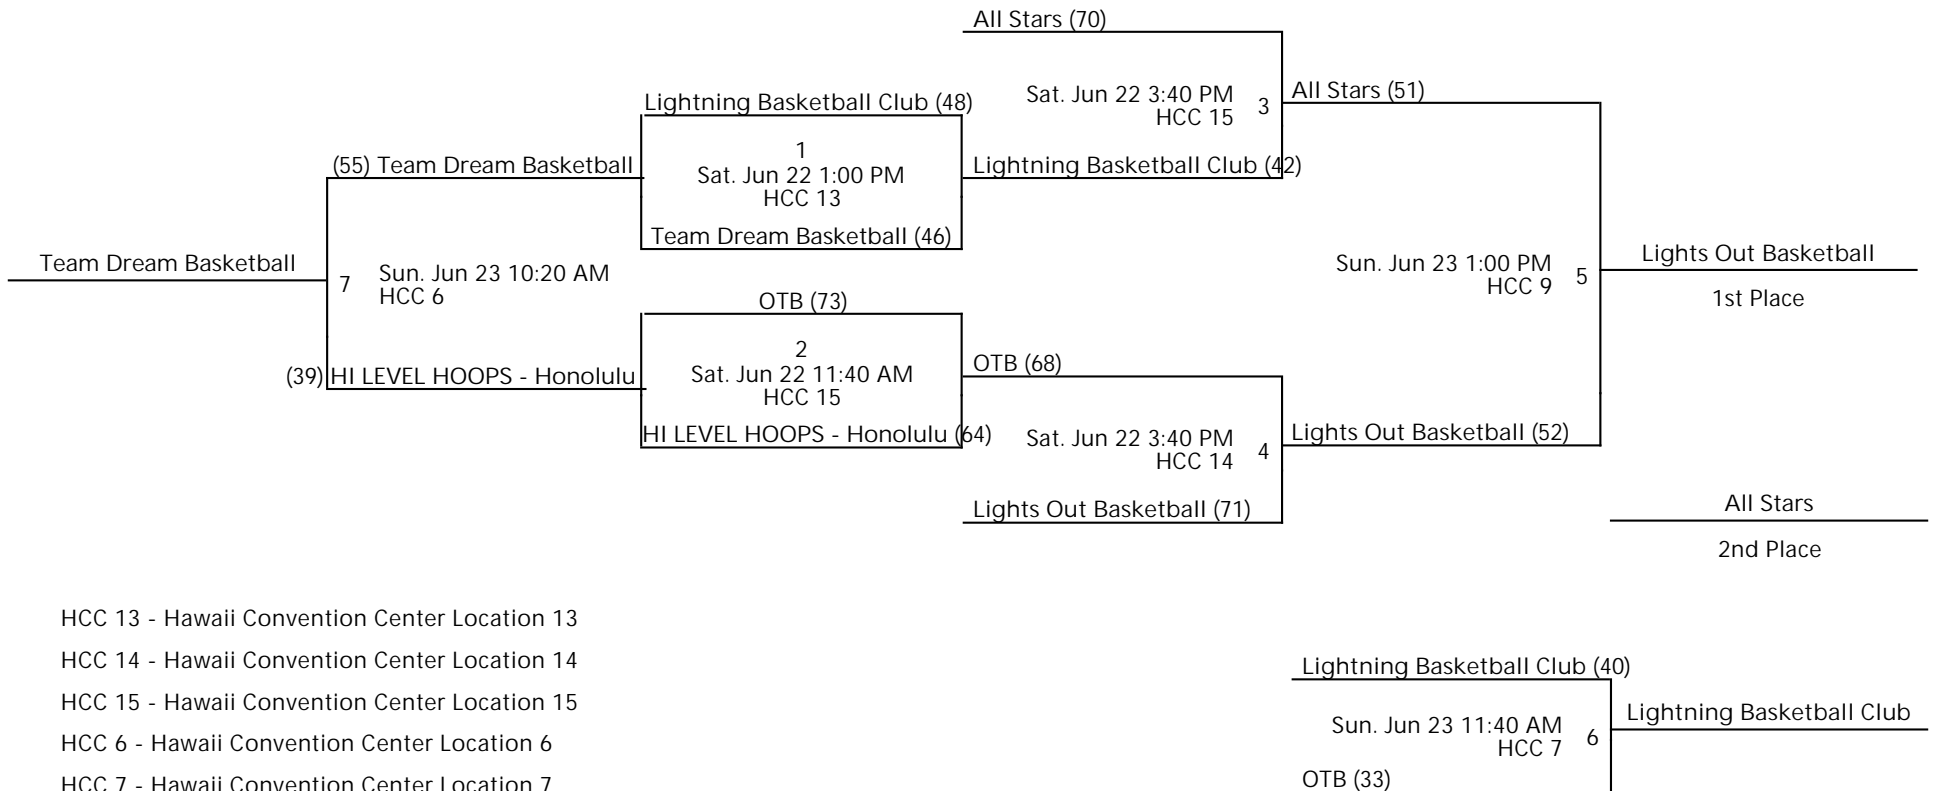 All Stars (70)
Sat. Jun 22 3:40 PM
HCC 15
3
All Stars (51)
Lightning Basketball Club (48)
1
Sat. Jun 22 1:00 PM
HCC 13
Team Dream Basketball (46)
Lightning Basketball Club (42)
(55) Team Dream Basketball
Team Dream Basketball
7
Sun. Jun 23 10:20 AM
HCC 6
(39) HI LEVEL HOOPS - Honolulu
OTB (73)
2
Sat. Jun 22 11:40 AM
HCC 15
HI LEVEL HOOPS - Honolulu (64)
OTB (68)
Sat. Jun 22 3:40 PM
HCC 14
4
Lights Out Basketball (71)
Lights Out Basketball (52)
Sun. Jun 23 1:00 PM
HCC 9
5
Lights Out Basketball
1st Place
All Stars
2nd Place
HCC 13 - Hawaii Convention Center Location 13
HCC 14 - Hawaii Convention Center Location 14
HCC 15 - Hawaii Convention Center Location 15
HCC 6 - Hawaii Convention Center Location 6
HCC 7 - Hawaii Convention Center Location 7
Lightning Basketball Club (40)
Sun. Jun 23 11:40 AM
HCC 7
6
Lightning Basketball Club
OTB (33)